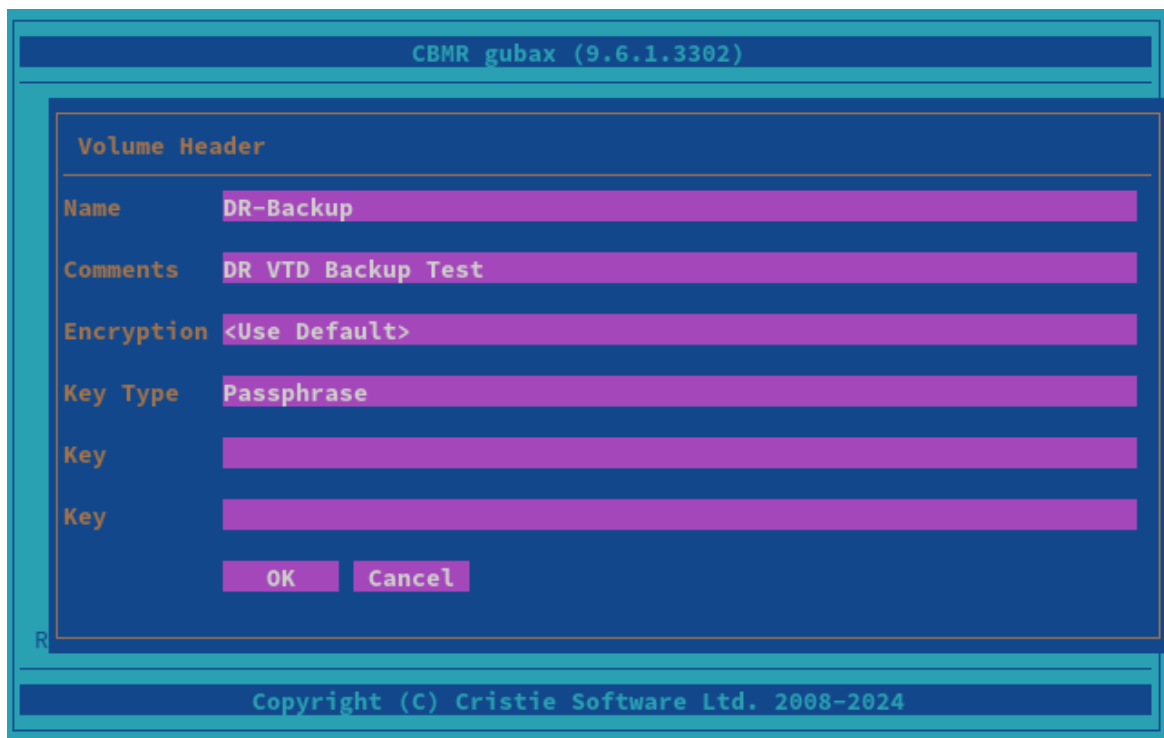 CBMR gubax (9.6.1.3302)
Volume Header
Name DR-Backup
Comments DR VTD Backup Test
Encryption <Use Default>
Key Type Passphrase
Key
Key
OK Cancel
R
Copyright (C) Cristie Software Ltd. 2008-2024